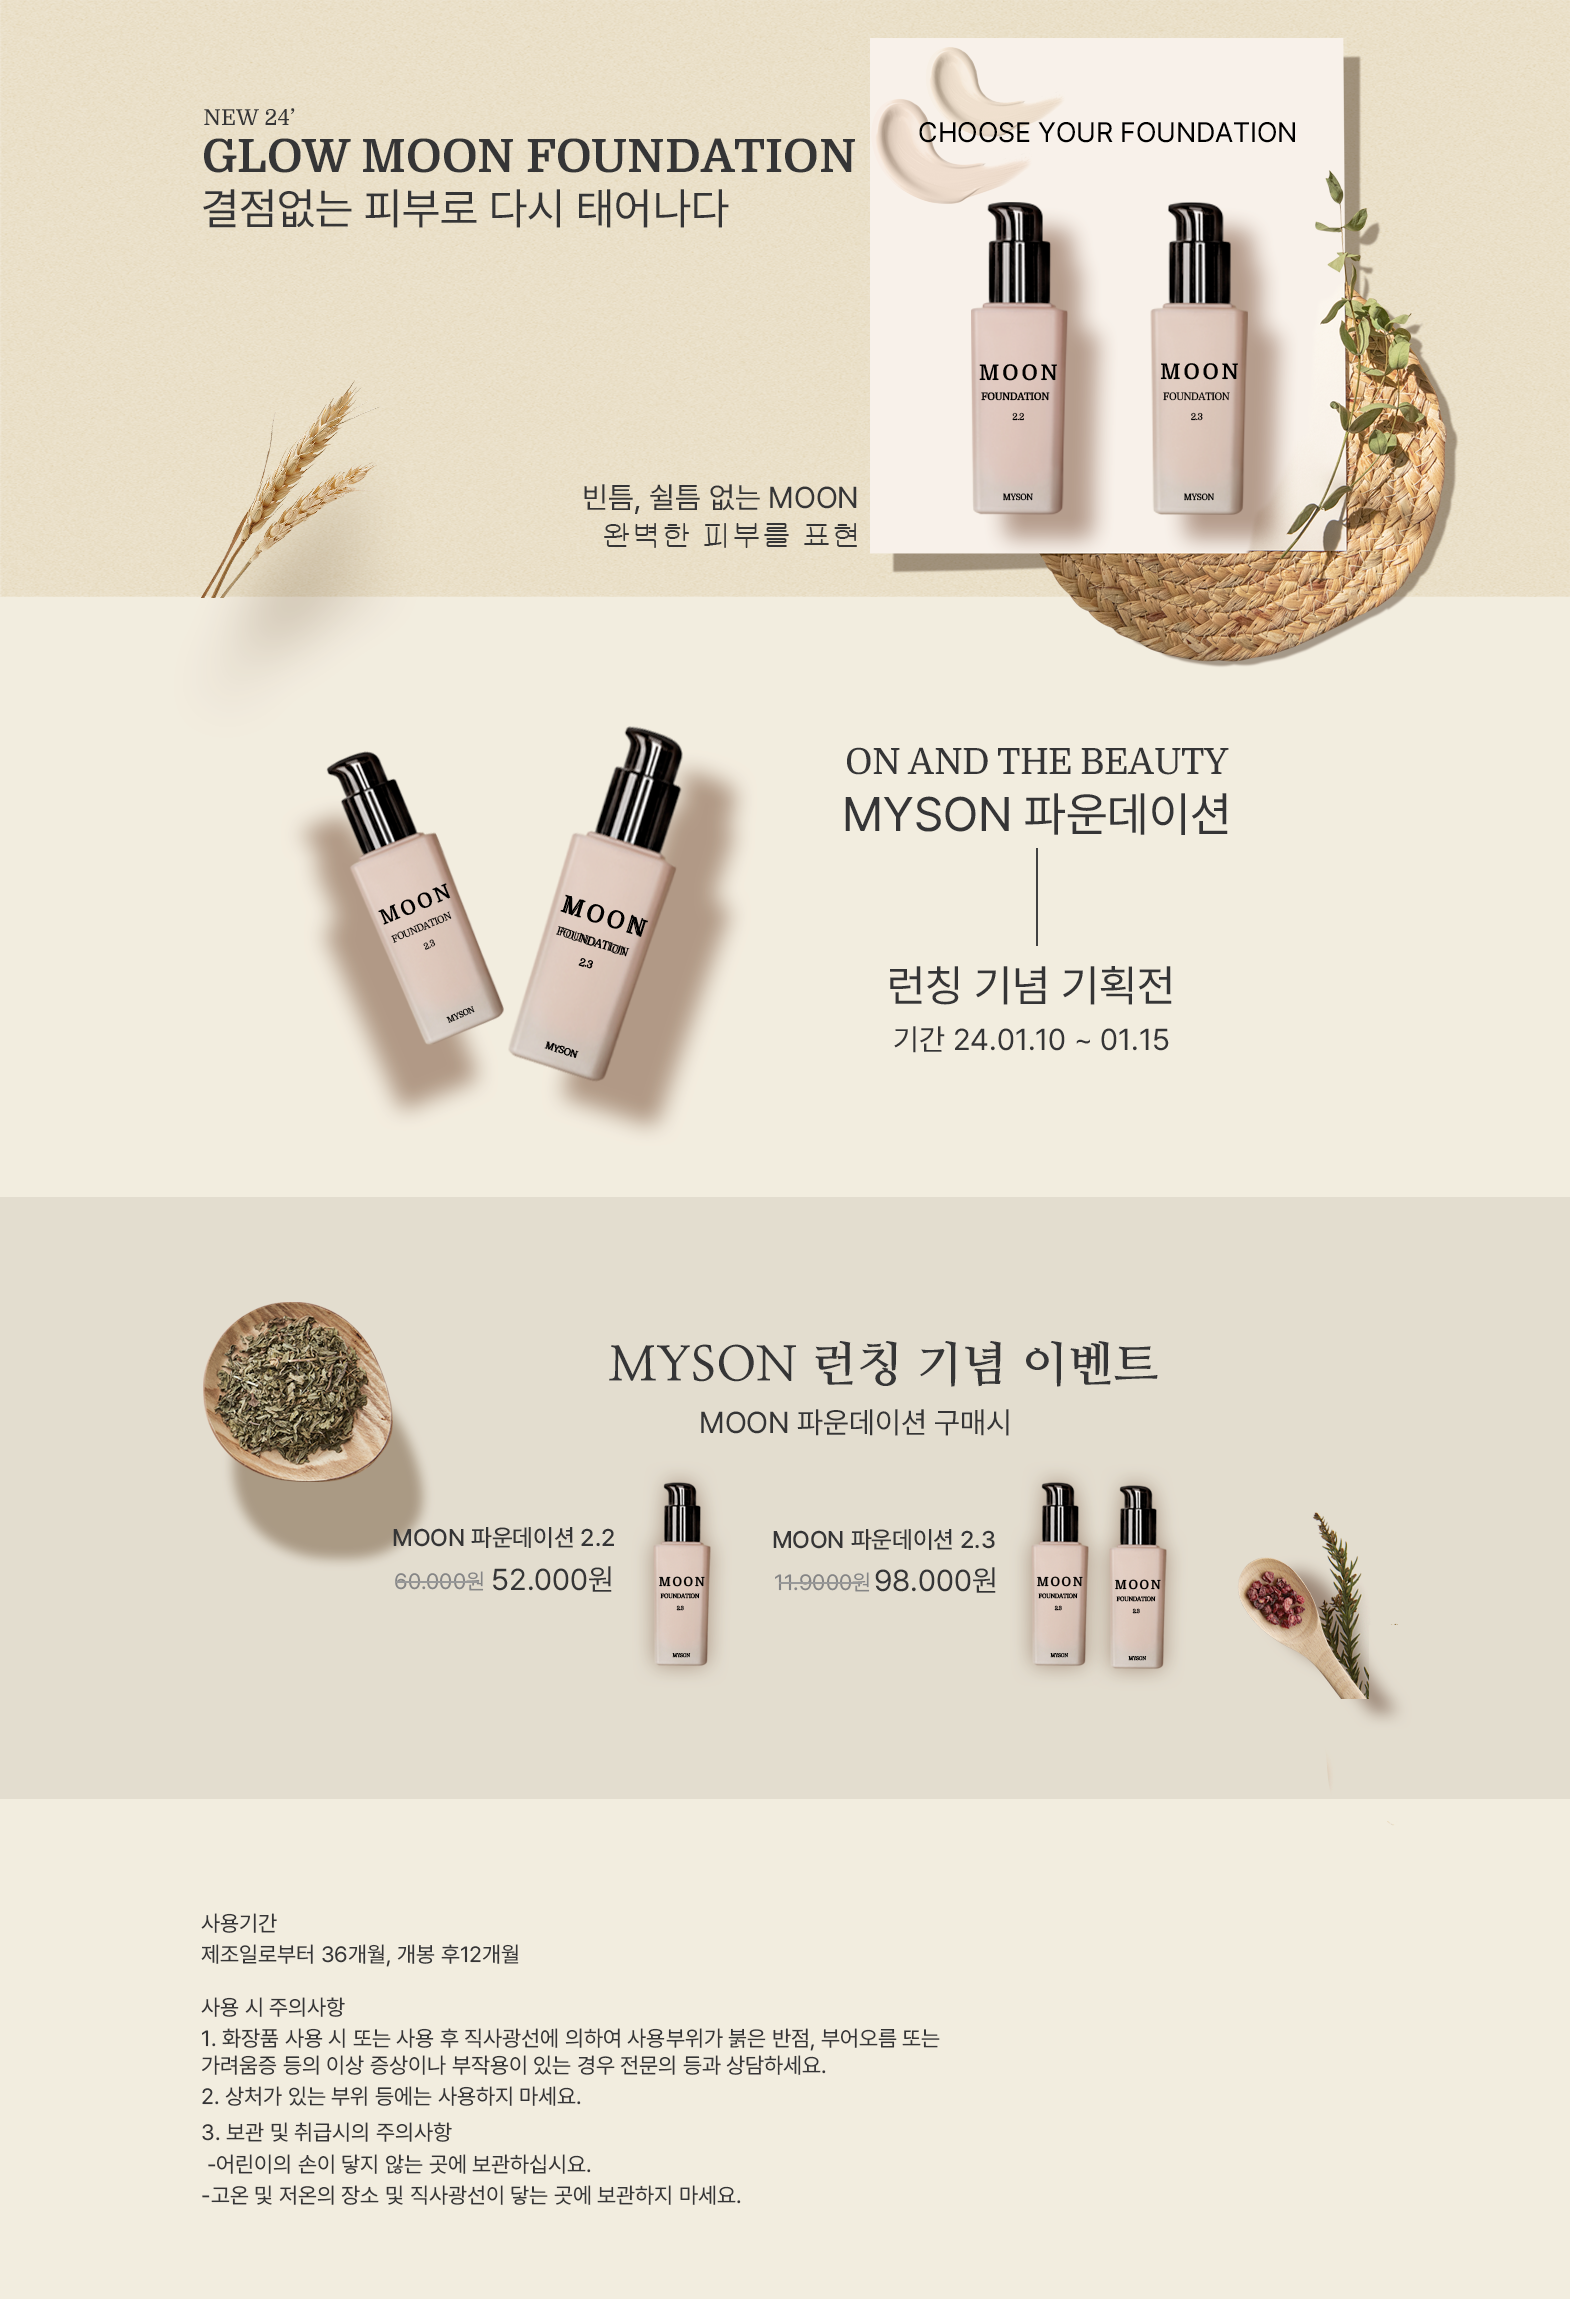 NEW 24’
GLOW MOON FOUNDATION
결점없는 피부로 다시 태어나다
빈틈, 쉴틈 없는 MOON
완벽한 피부를 표현
CHOOSE YOUR FOUNDATION
MOON
FOUNDATION
2.2
MYSON
MOON
FOUNDATION
2.3
MYSON
MOON
FOUNDATION
2.3
MYSON
MOON
FOUNDATION
2.3
MYSON
ON AND THE BEAUTY
MYSON 파운데이션
런칭 기념 기획전
기간 24.01.10 ~ 01.15
MYSON 런칭 기념 이벤트
MOON 파운데이션 구매시
MOON 파운데이션 2.2
60.000원 52.000원
MOON
FOUNDATION
2.3
MYSON
MOON 파운데이션 2.3
11.9000원 98.000원
MOON
FOUNDATION
2.3
MYSON
MOON
FOUNDATION
2.3
MYSON
사용기간
제조일로부터 36개월, 개봉 후12개월
사용 시 주의사항
1. 화장품 사용 시 또는 사용 후 직사광선에 의하여 사용부위가 붉은 반점, 부어오름 또는
가려움증 등의 이상 증상이나 부작용이 있는 경우 전문의 등과 상담하세요.
2. 상처가 있는 부위 등에는 사용하지 마세요.
3. 보관 및 취급시의 주의사항
-어린이의 손이 닿지 않는 곳에 보관하십시요.
-고온 및 저온의 장소 및 직사광선이 닿는 곳에 보관하지 마세요.